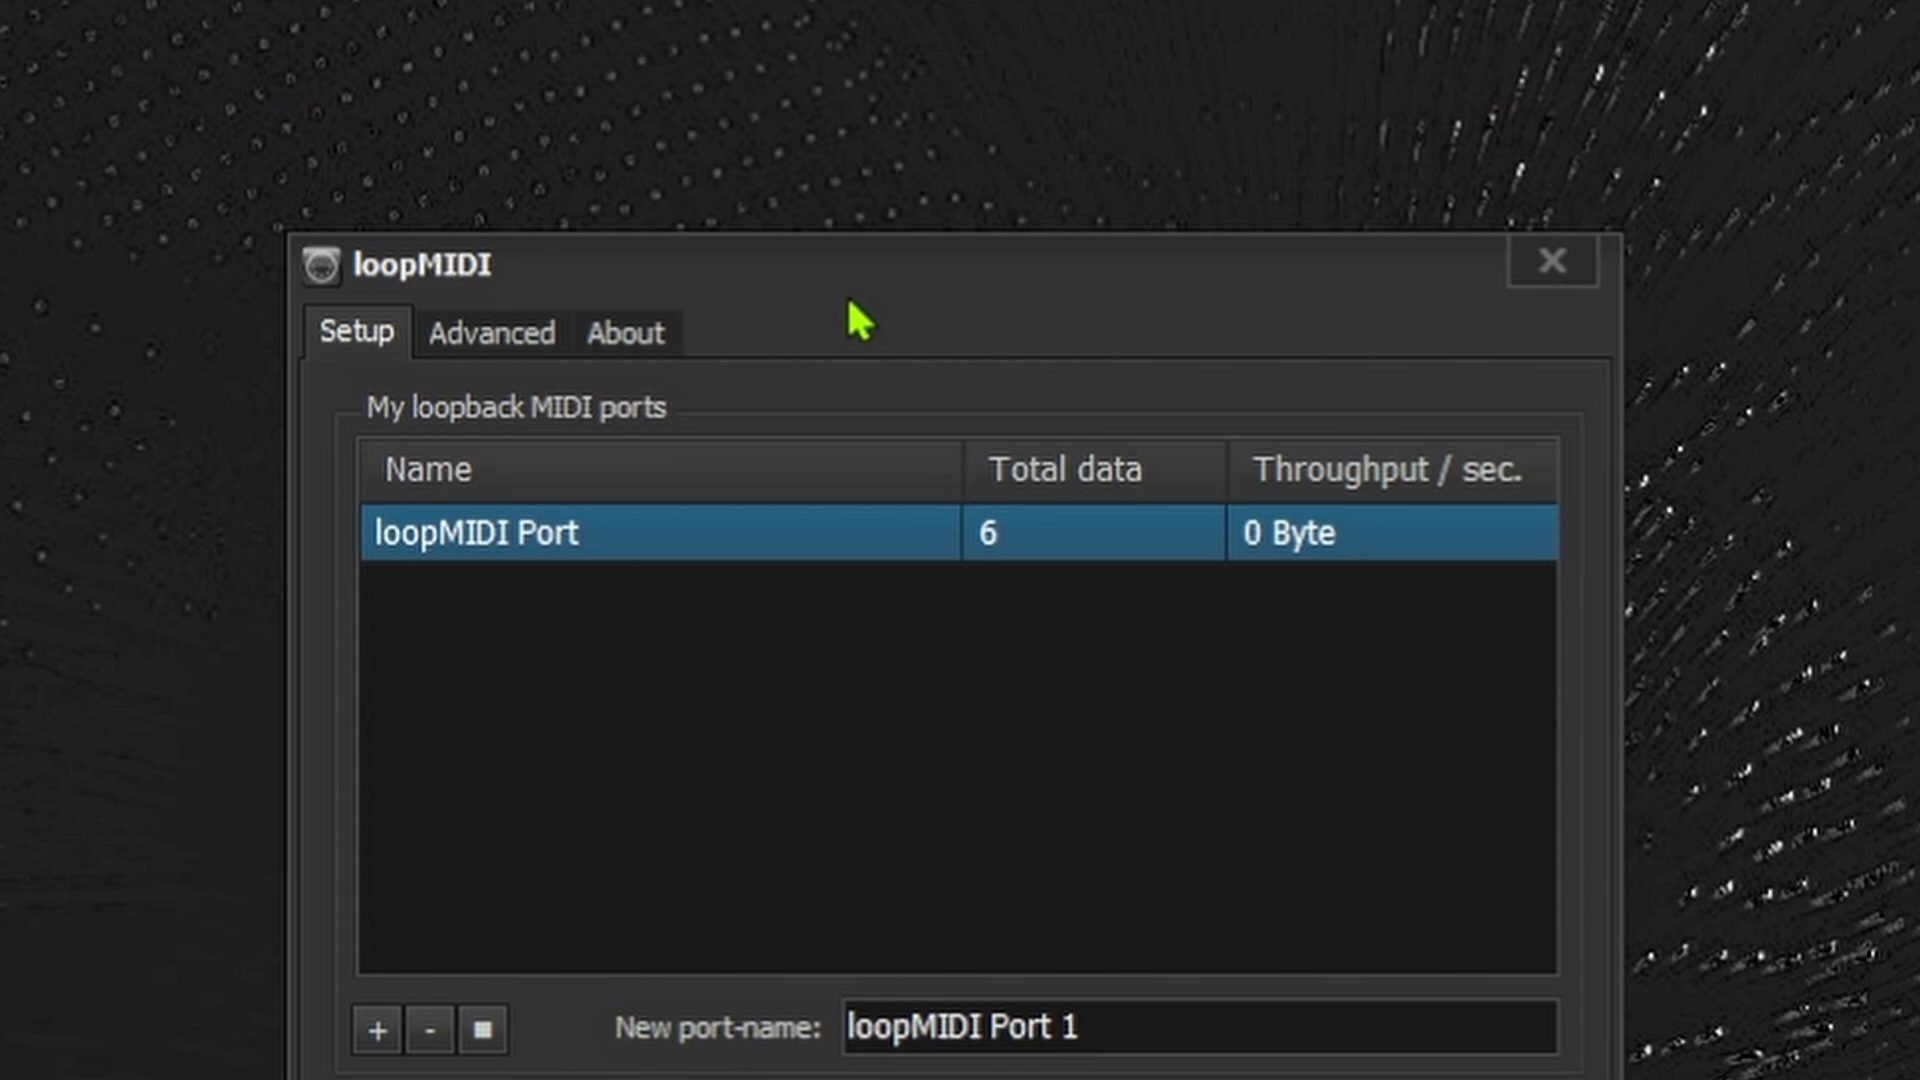 loopMIDI
Setup Advanced About
My loopback MIDI ports
Name Total data Throughput / sec.
loopMIDI Port 6 0 Byte
+ - New port-name: loopMIDI Port 1